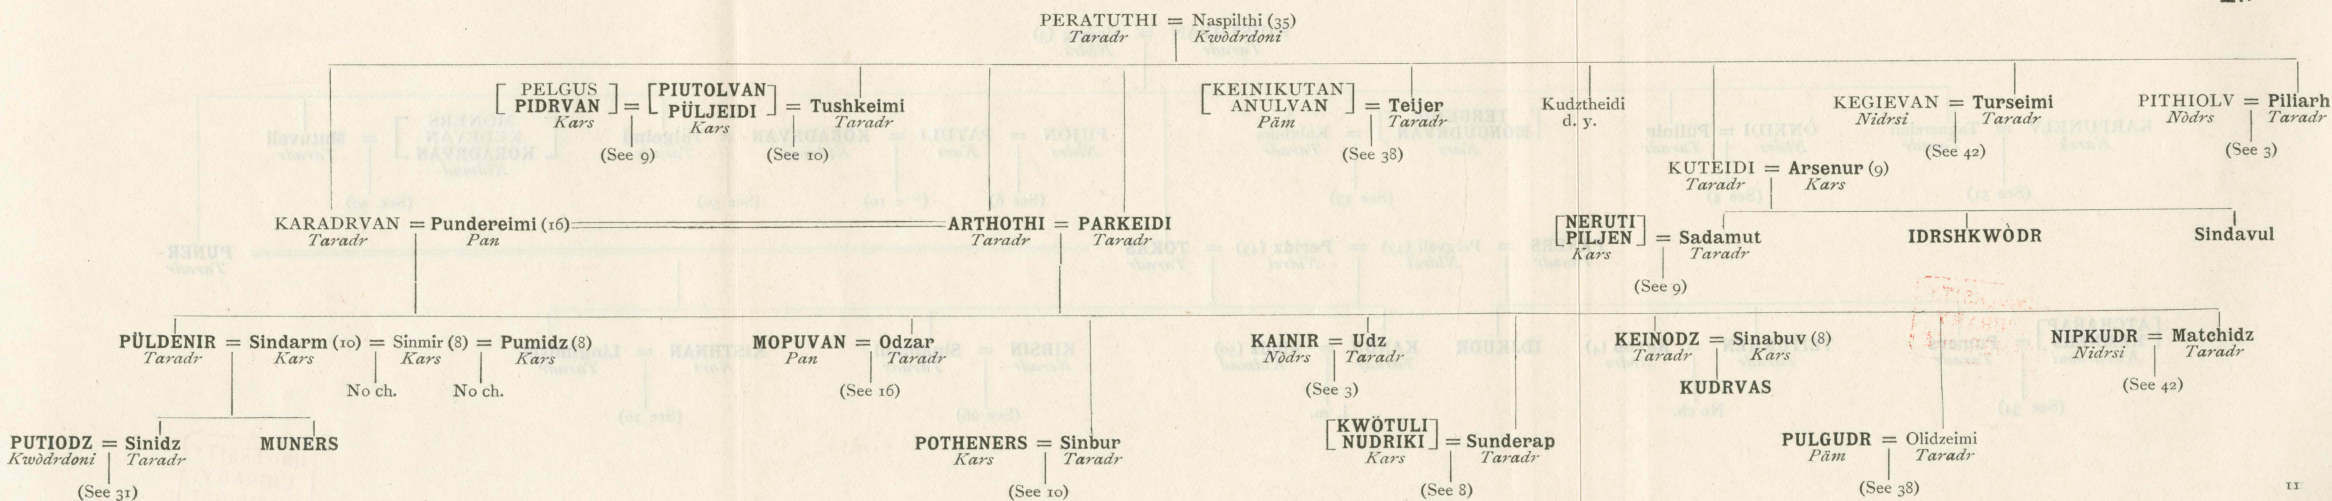 PERATUTHI = Naspilthi (35)
Taradr Kwòdrdoni
[PELGUS PIDRVAN] = [PIUTOLVAN PÜLJEIDI] = Tushkeimi
Kars Kars Taradr
(See 9) (See 10)
[KEINIKUTAN ANULVAN] = Teijer
Päm Taradr
(See 38)
Kudztheidi
d. y.
KEGIEVAN = Turseimi
Nidrsi Taradr
(See 42)
PITHIOLV = Piliarh
Nòdrs Taradr
(See 3)
KUTEIDI = Arsenur (9)
Taradr Kars
KARADRVAN = Pundereimi (16) = ARTHOTHI = PARKEIDI
Taradr Pan Taradr Taradr
[NERUTI PILJEN] = Sadamut
Kars Taradr
(See 9)
IDRSHKWÒDR
Sindavul
PÜLDENIR = Sindarm (10) = Sinmir (8) = Pumidz (8)
Taradr Kars Kars Kars
No ch. No ch.
MOPUVAN = Odzar
Pan Taradr
(See 16)
KAINIR = Udz
Nòdrs Taradr
(See 3)
KEINODZ = Sinabuv (8)
Taradr Kars
KUDRVAS
NIPKUDR = Matchidz
Nidrsi Taradr
(See 42)
PUTIODZ = Sinidz
Kwòdrdoni Taradr
(See 31)
MUNERS
POTHENERS = Sinbur
Kars Taradr
(See 10)
[KWÖTULI NUDRIKI] = Sunderap
Kars Taradr
(See 8)
PULGUDR = Olidzeimi
Päm Taradr
(See 38)
11